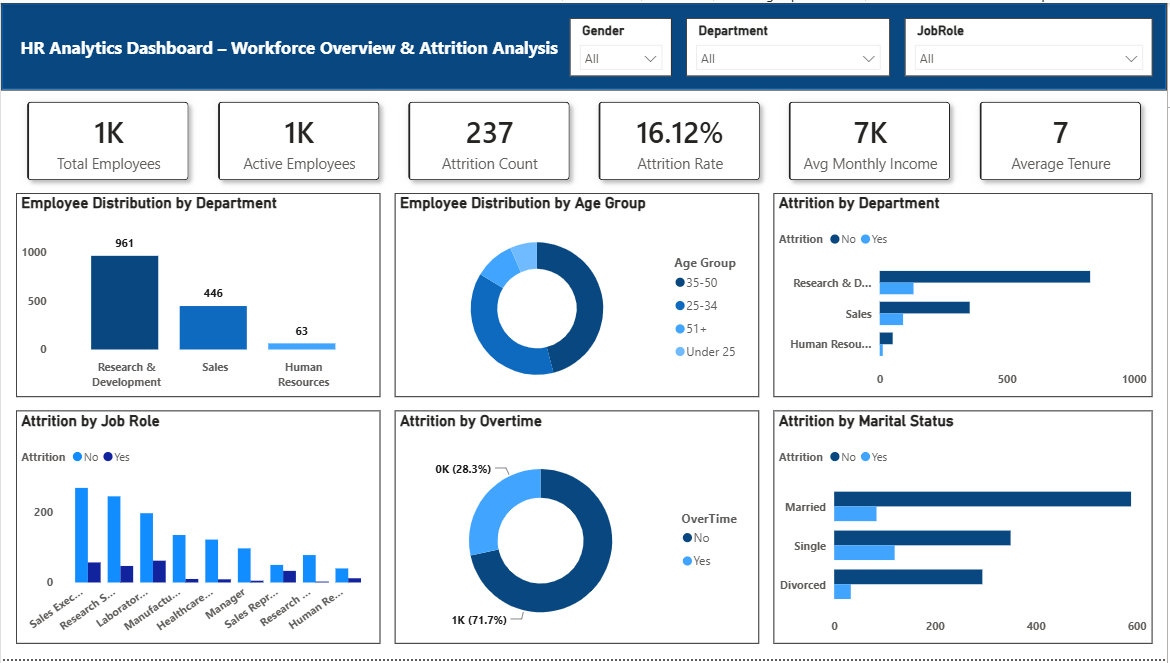 HR Analytics Dashboard – Workforce Overview & Attrition Analysis
Gender
All
Department
All
JobRole
All
1K
Total Employees
1K
Active Employees
237
Attrition Count
16.12%
Attrition Rate
7K
Avg Monthly Income
7
Average Tenure
Employee Distribution by Department
1000
500
0
961
446
63
Research &
Development
Sales
Human
Resources
Employee Distribution by Age Group
Age Group
35-50
25-34
51+
Under 25
Attrition by Department
Attrition No Yes
Research & D...
Sales
Human Resou...
0 500 1000
Attrition by Job Role
Attrition No Yes
200
0
Sales Exec...
Research S...
Laborator...
Manufactu...
Healthcare...
Manager
Sales Repr...
Research ...
Human Re...
Attrition by Overtime
0K (28.3%)
1K (71.7%)
OverTime
No
Yes
Attrition by Marital Status
Attrition No Yes
Married
Single
Divorced
0 200 400 600